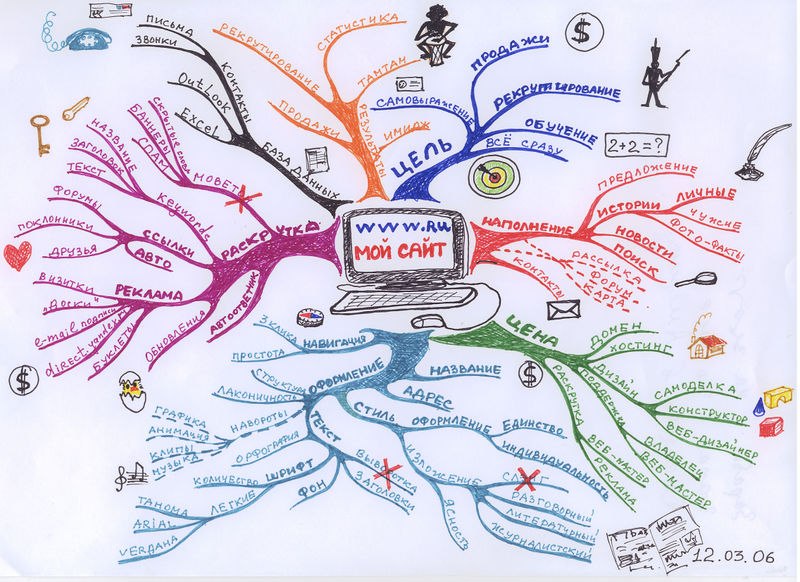 www.ru
МОЙ САЙТ
ЦЕЛЬ
ПРОДАЖИ
РЕКРУТИРОВАНИЕ
ОБУЧЕНИЕ
ВСЁ СРАЗУ
САМОВЫРАЖЕНИЕ
$
2+2=?
НАПОЛНЕНИЕ
ПРЕДЛОЖЕНИЕ
ИСТОРИИ
ЛИЧНЫЕ
ЧУЖИЕ
ФОТО-ФАКТЫ
НОВОСТИ
ПОИСК
РАССЫЛКА
ФОРУМ
КАРТА
КОНТАКТЫ
ЦЕНА
ДОМЕН
ХОСТИНГ
ДИЗАЙН
САМОДЕЛКА
КОНСТРУКТОР
ВЕБ-ДИЗАЙНЕР
ПОДДЕРЖКА
ВЛАДЕЛЕЦ
ВЕБ-МАСТЕР
РАСКРУТКА
ВЕБ-МАСТЕР
РЕКЛАМА
$
ОФОРМЛЕНИЕ
НАЗВАНИЕ
АДРЕС
СТИЛЬ
ОФОРМЛЕНИЕ
ЕДИНСТВО
ИНДИВИДУАЛЬНОСТЬ
ИЗЛОЖЕНИЕ
СЛЕНГ
РАЗГОВОРНЫЙ
ЛИТЕРАТУРНЫЙ
ЖУРНАЛИСТСКИЙ
ЯСНОСТЬ
ТЕКСТ
ВЫВОРОТКА
ЗАГОЛОВКИ
ФОН
ШРИФТ
КОЛИЧЕСТВО
ЛЕГКИЕ
ТАНОМА
ARIAL
VERDANA
ОРФОГРАФИЯ
НАВОРОТЫ
ГРАФИКА
АНИМАЦИЯ
КЛИПЫ
МУЗЫКА
НАВИГАЦИЯ
3 КЛИКА
ПРОСТОТА
СТРУКТУРА
ЛАКОНИЧНОСТЬ
РАСКРУТКА
АВТООТВЕТЧИК
ОБНОВЛЕНИЯ
РЕКЛАМА
ВИЗИТКИ
"ДОСКИ"
e-mail подписи
direct.yandex.ru
БУКЛЕТЫ
$
ССЫЛКИ
АВТО
ФОРУМЫ
ПОКЛОННИКИ
ДРУЗЬЯ
Keywords
НАЗВАНИЕ
ЗАГОЛОВОК
ТЕКСТ
МОВЕТ
СКРЫТЫЕ СЛОВА
БАННЕРЫ
СПАМ
БАЗА ДАННЫХ
КОНТАКТЫ
ПИСЬМА
ЗВОНКИ
Outlook
Excel
РЕЗУЛЬТАТЫ
РЕКРУТИРОВАНИЕ
ПРОДАЖИ
СТАТИСТИКА
ТАМТАМ
ИМИДЖ
12.03.06